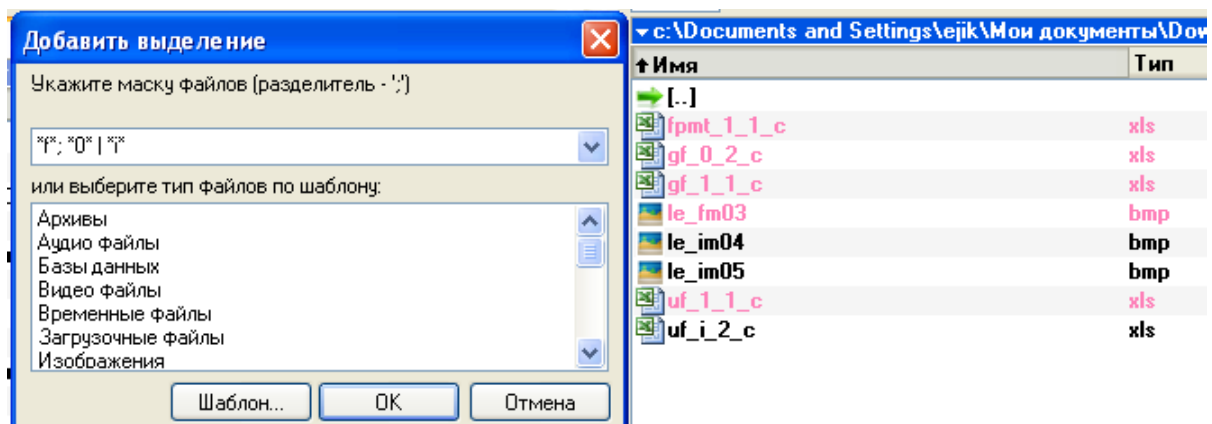 Добавить выделение
Укажите маску файлов (разделитель - ';')
*f*; *0* | *i*
или выберите тип файлов по шаблону:
Архивы
Аудио файлы
Базы данных
Видео файлы
Временные файлы
Загрузочные файлы
Изображения
Шаблон... OK Отмена
c:\Documents and Settings\ejik\Мои документы\Dow
Имя Тип
[..]
fpmt_1_1_c xls
gf_0_2_c xls
gf_1_1_c xls
le_fm03 bmp
le_im04 bmp
le_im05 bmp
uf_1_1_c xls
uf_i_2_c xls